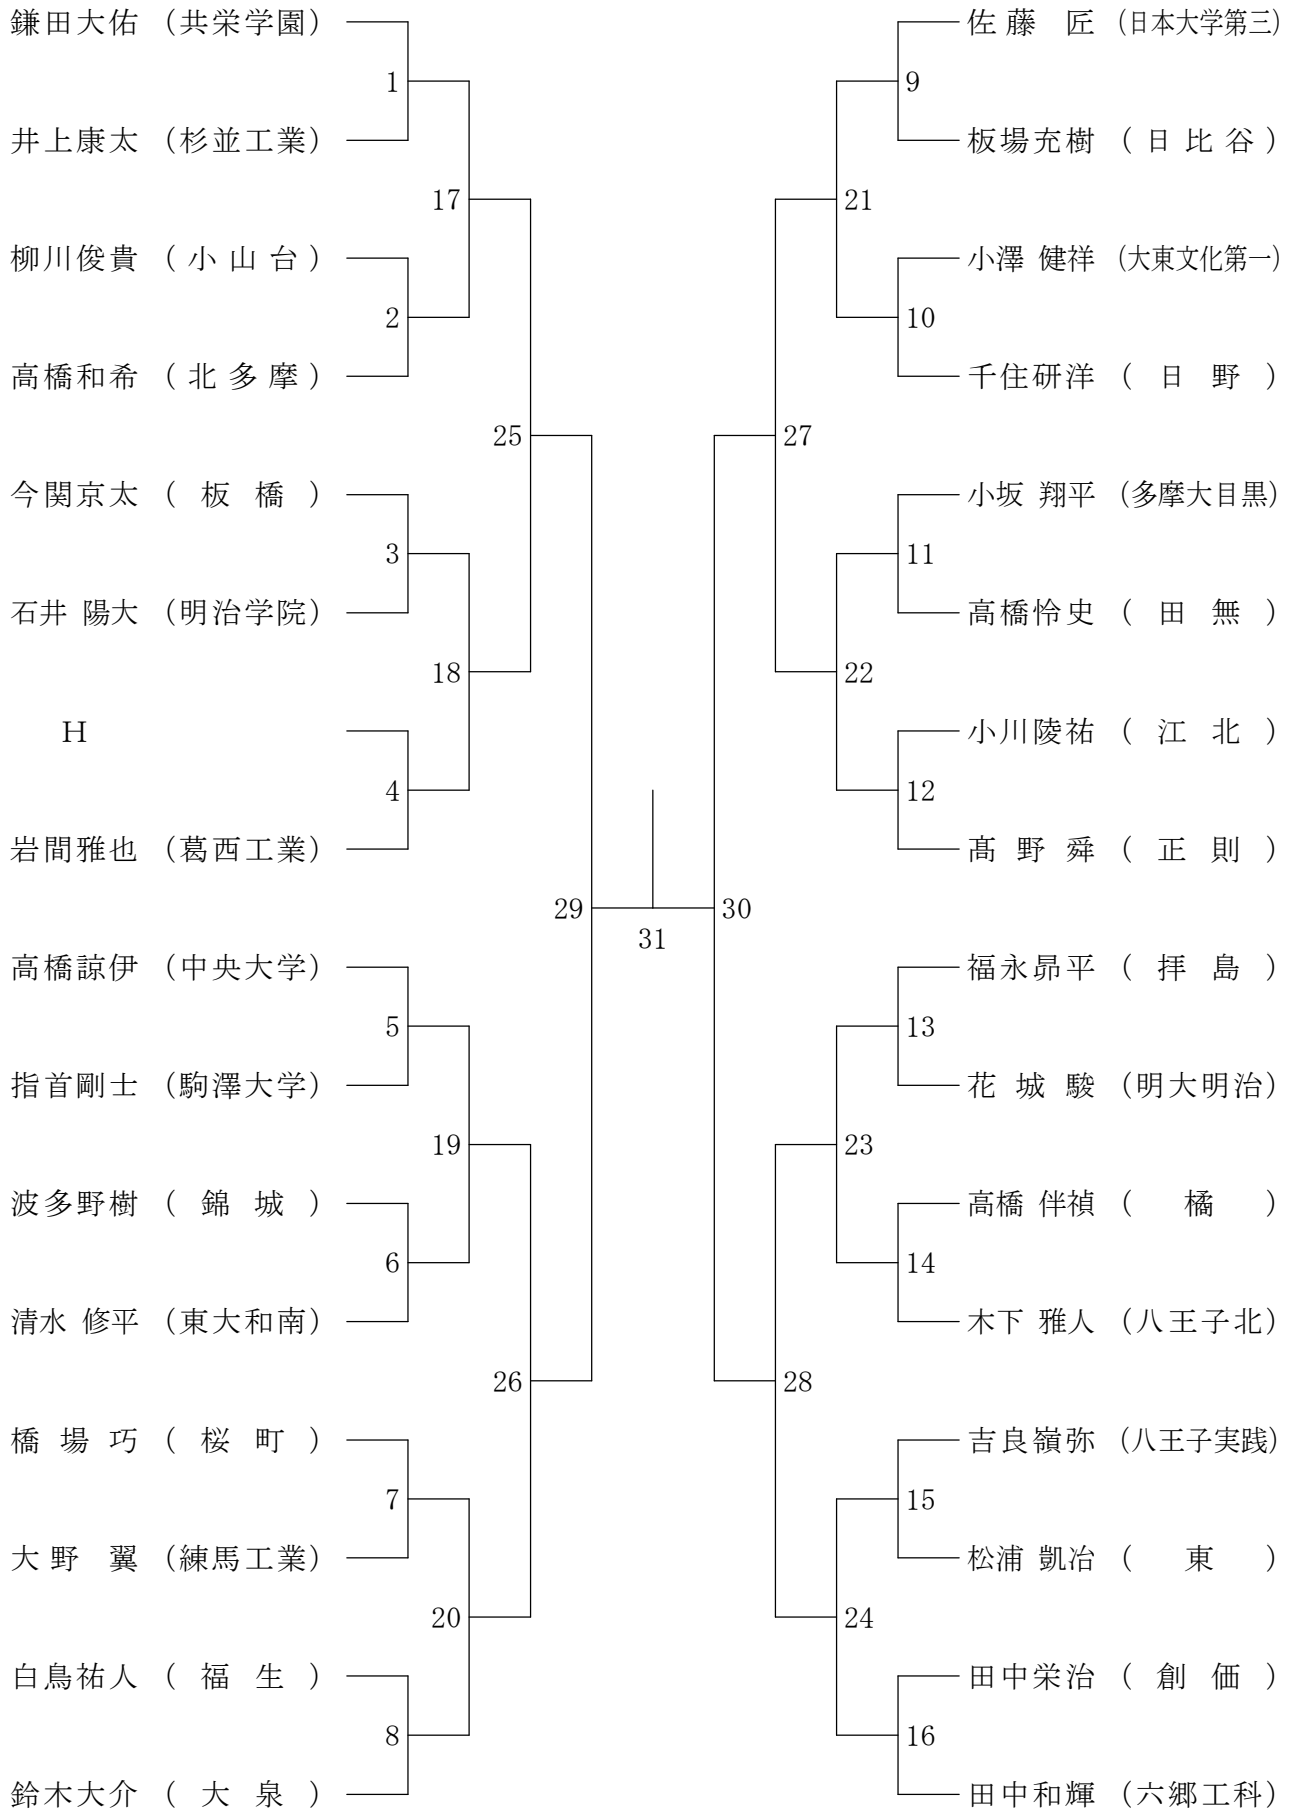 鎌田大佑 (共栄学園)
1
井上康太 (杉並工業)
17
柳川俊貴 (小山台)
2
高橋和希 (北多摩)
25
今関京太 (板橋)
3
石井 陽大 (明治学院)
18
H
4
岩間雅也 (葛西工業)
29
高橋諒伊 (中央大学)
5
指首剛士 (駒澤大学)
19
波多野樹 (錦城)
6
清水 修平 (東大和南)
26
橋場巧 (桜町)
7
大野 翼 (練馬工業)
20
白鳥祐人 (福生)
8
鈴木大介 (大泉)
31
佐藤 匠 (日本大学第三)
9
板場充樹 (日比谷)
21
小澤 健祥 (大東文化第一)
10
千住研洋 (日野)
27
小坂 翔平 (多摩大目黒)
11
高橋怜史 (田無)
22
小川陵祐 (江北)
12
髙野舜 (正則)
30
福永昴平 (拝島)
13
花城駿 (明大明治)
23
高橋 伴禎 (橘)
14
木下 雅人 (八王子北)
28
吉良嶺弥 (八王子実践)
15
松浦 凱冶 (東)
24
田中栄治 (創価)
16
田中和輝 (六郷工科)